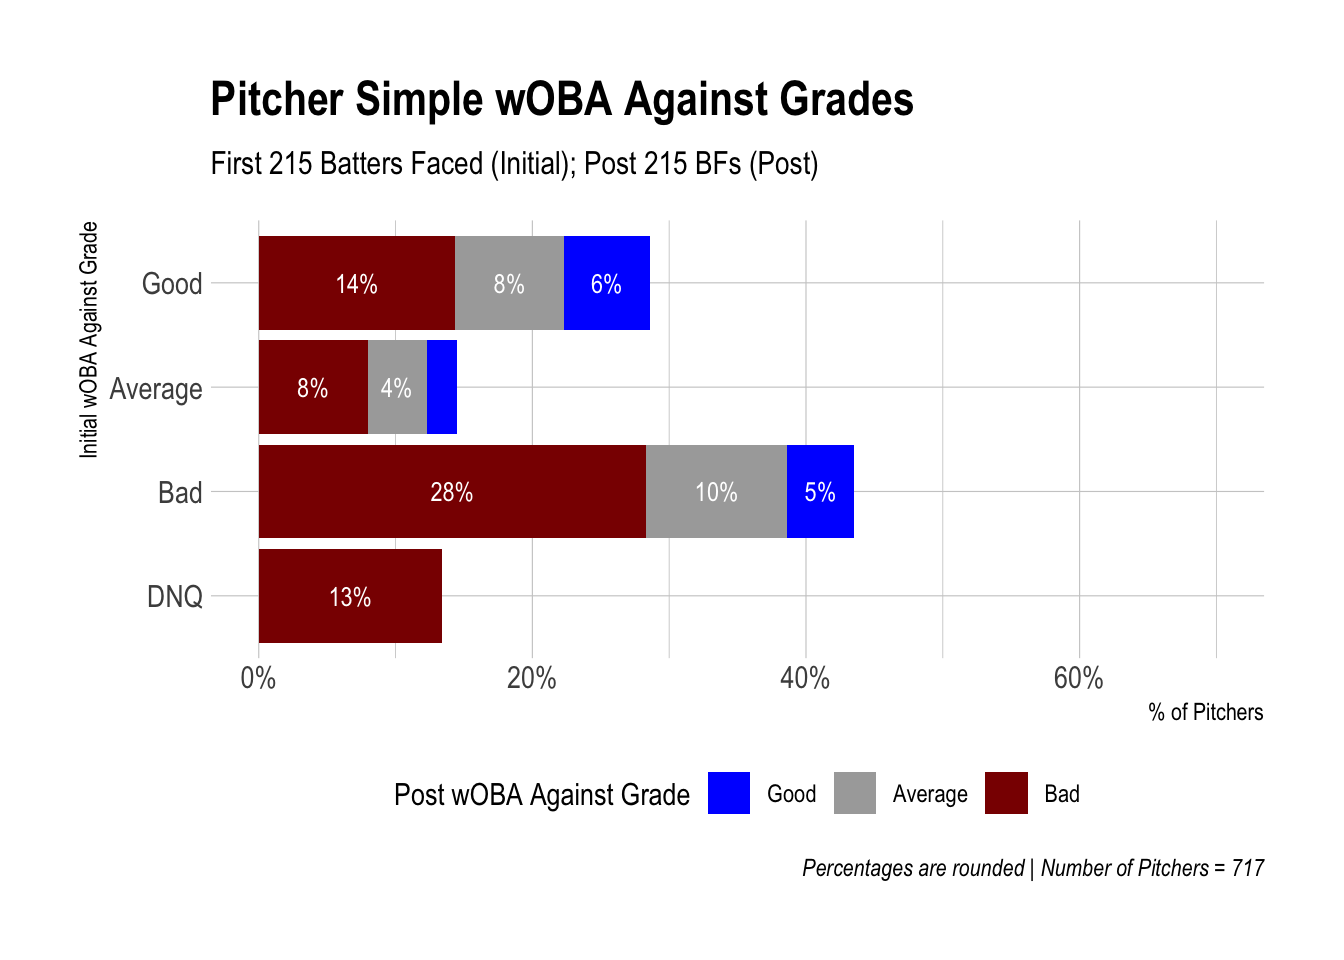 Pitcher Simple wOBA Against Grades
First 215 Batters Faced (Initial); Post 215 BFs (Post)
Initial wOBA Against Grade
Good
14%
8%
6%
Average
8%
4%
Bad
28%
10%
5%
DNQ
13%
0%
20%
40%
60%
% of Pitchers
Post wOBA Against Grade
Good
Average
Bad
Percentages are rounded | Number of Pitchers = 717